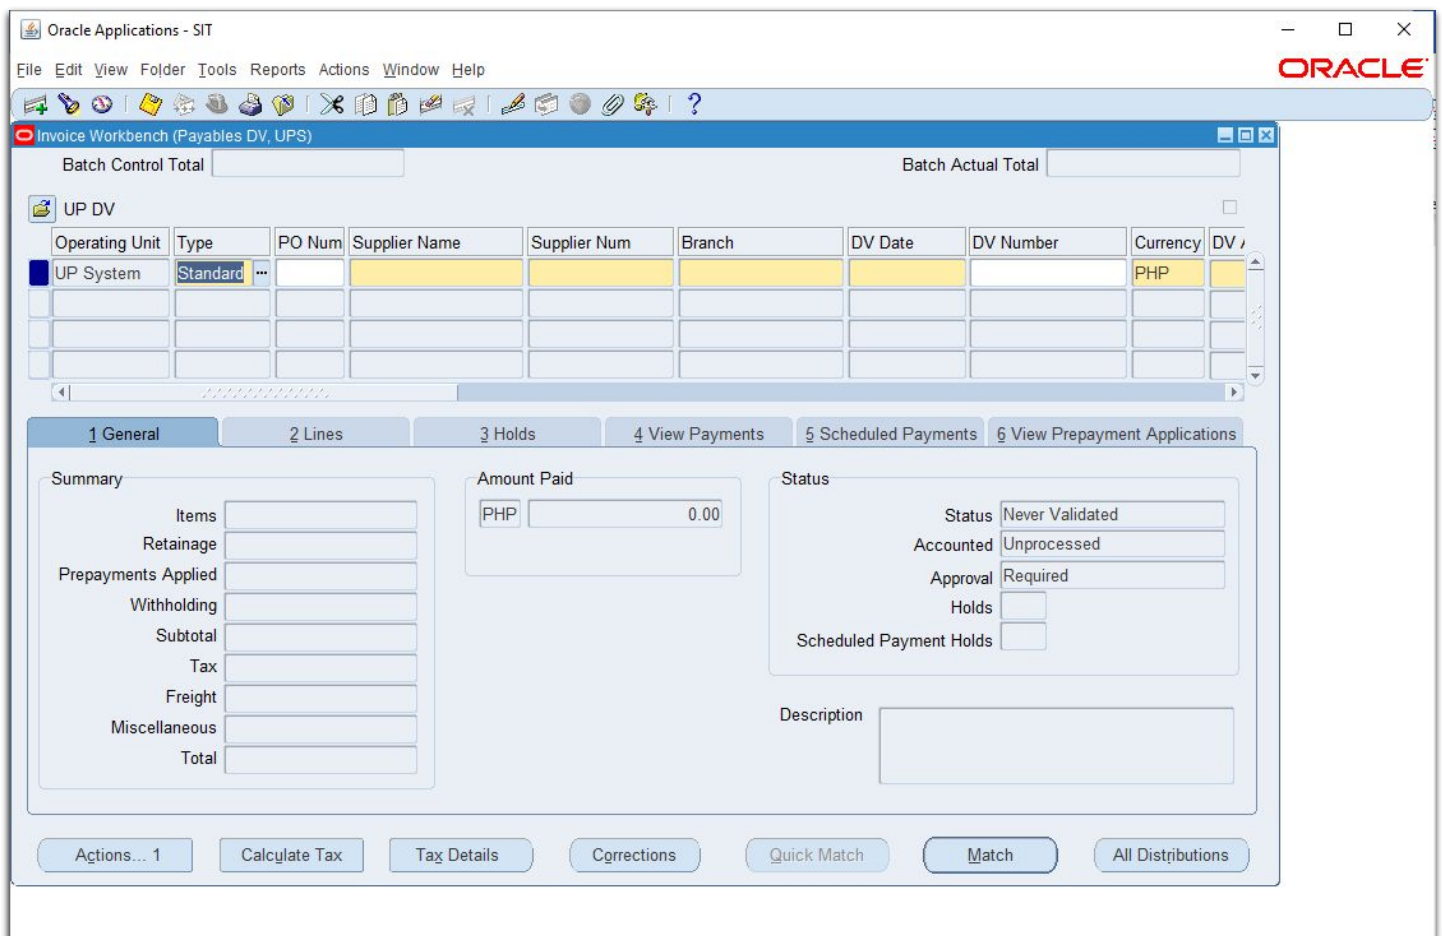 Oracle Applications - SIT
File Edit View Folder Tools Reports Actions Window Help
ORACLE
Invoice Workbench (Payables DV, UPS)
Batch Control Total Batch Actual Total
UP DV
Operating Unit Type PO Num Supplier Name Supplier Num Branch DV Date DV Number Currency DV
UP System Standard ... PHP
1 General 2 Lines 3 Holds 4 View Payments 5 Scheduled Payments 6 View Prepayment Applications
Summary Amount Paid Status
Items PHP 0.00 Status Never Validated
Retainage Accounted Unprocessed
Prepayments Applied Approval Required
Withholding Holds
Subtotal Scheduled Payment Holds
Tax
Freight
Miscellaneous Description
Total
Actions... 1 Calculate Tax Tax Details Corrections Quick Match Match All Distributions